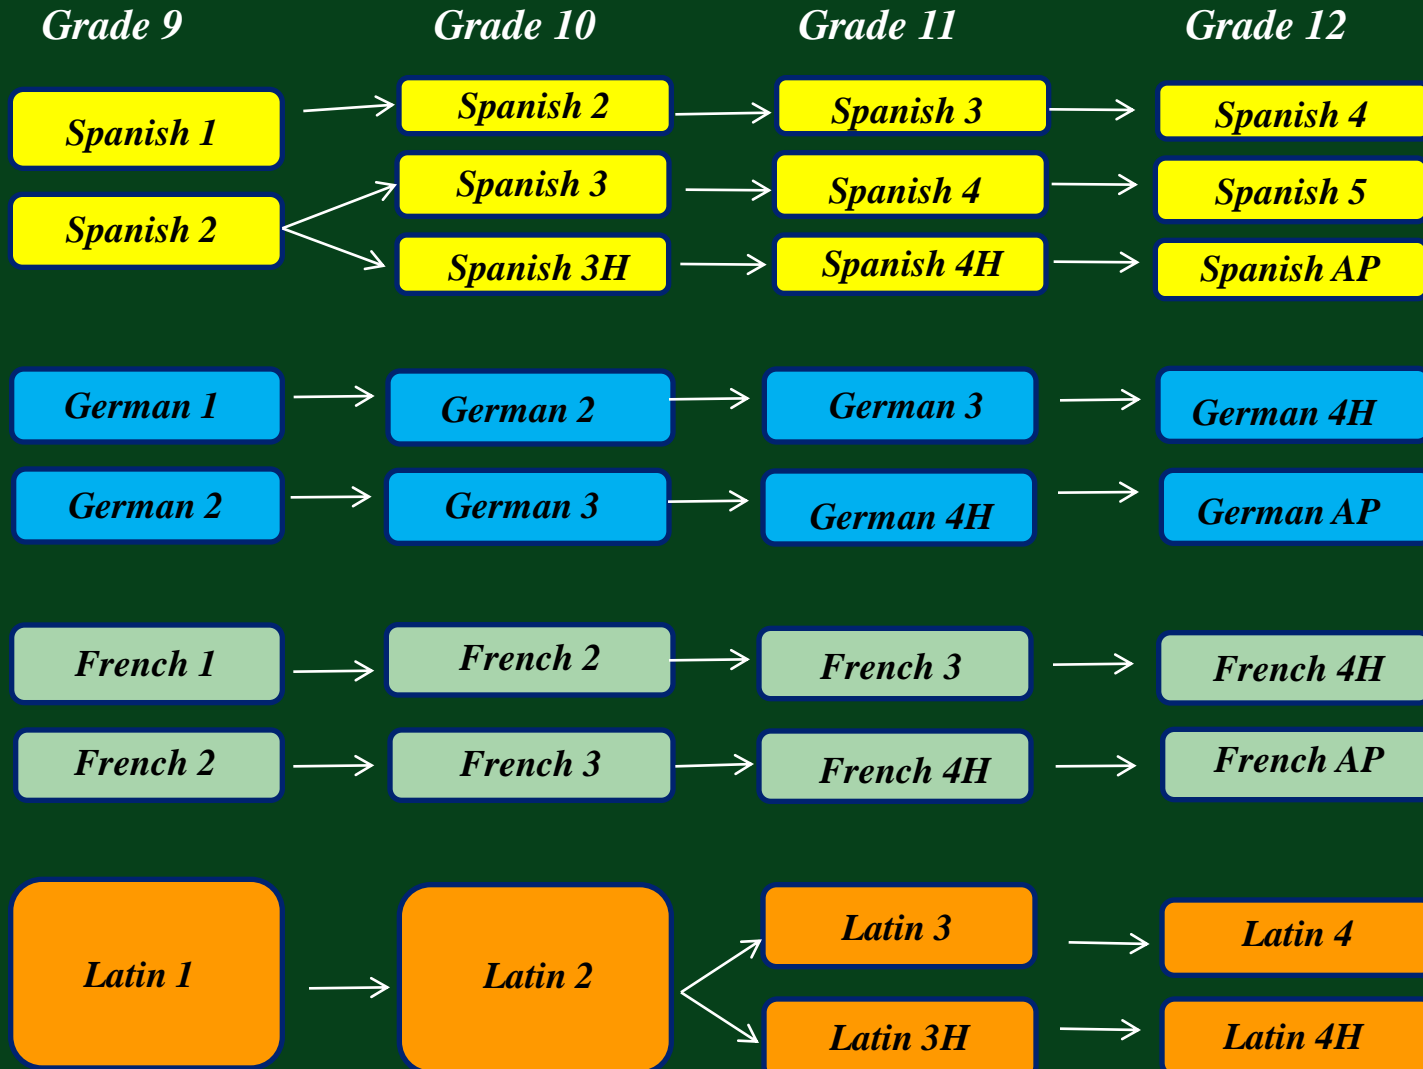 Grade 9 Grade 10 Grade 11 Grade 12
Spanish 1 Spanish 2 Spanish 3 Spanish 4
Spanish 2 Spanish 3 Spanish 4 Spanish 5
Spanish 3H Spanish 4H Spanish AP
German 1 German 2 German 3 German 4H
German 2 German 3 German 4H German AP
French 1 French 2 French 3 French 4H
French 2 French 3 French 4H French AP
Latin 1 Latin 2 Latin 3 Latin 4
Latin 3H Latin 4H